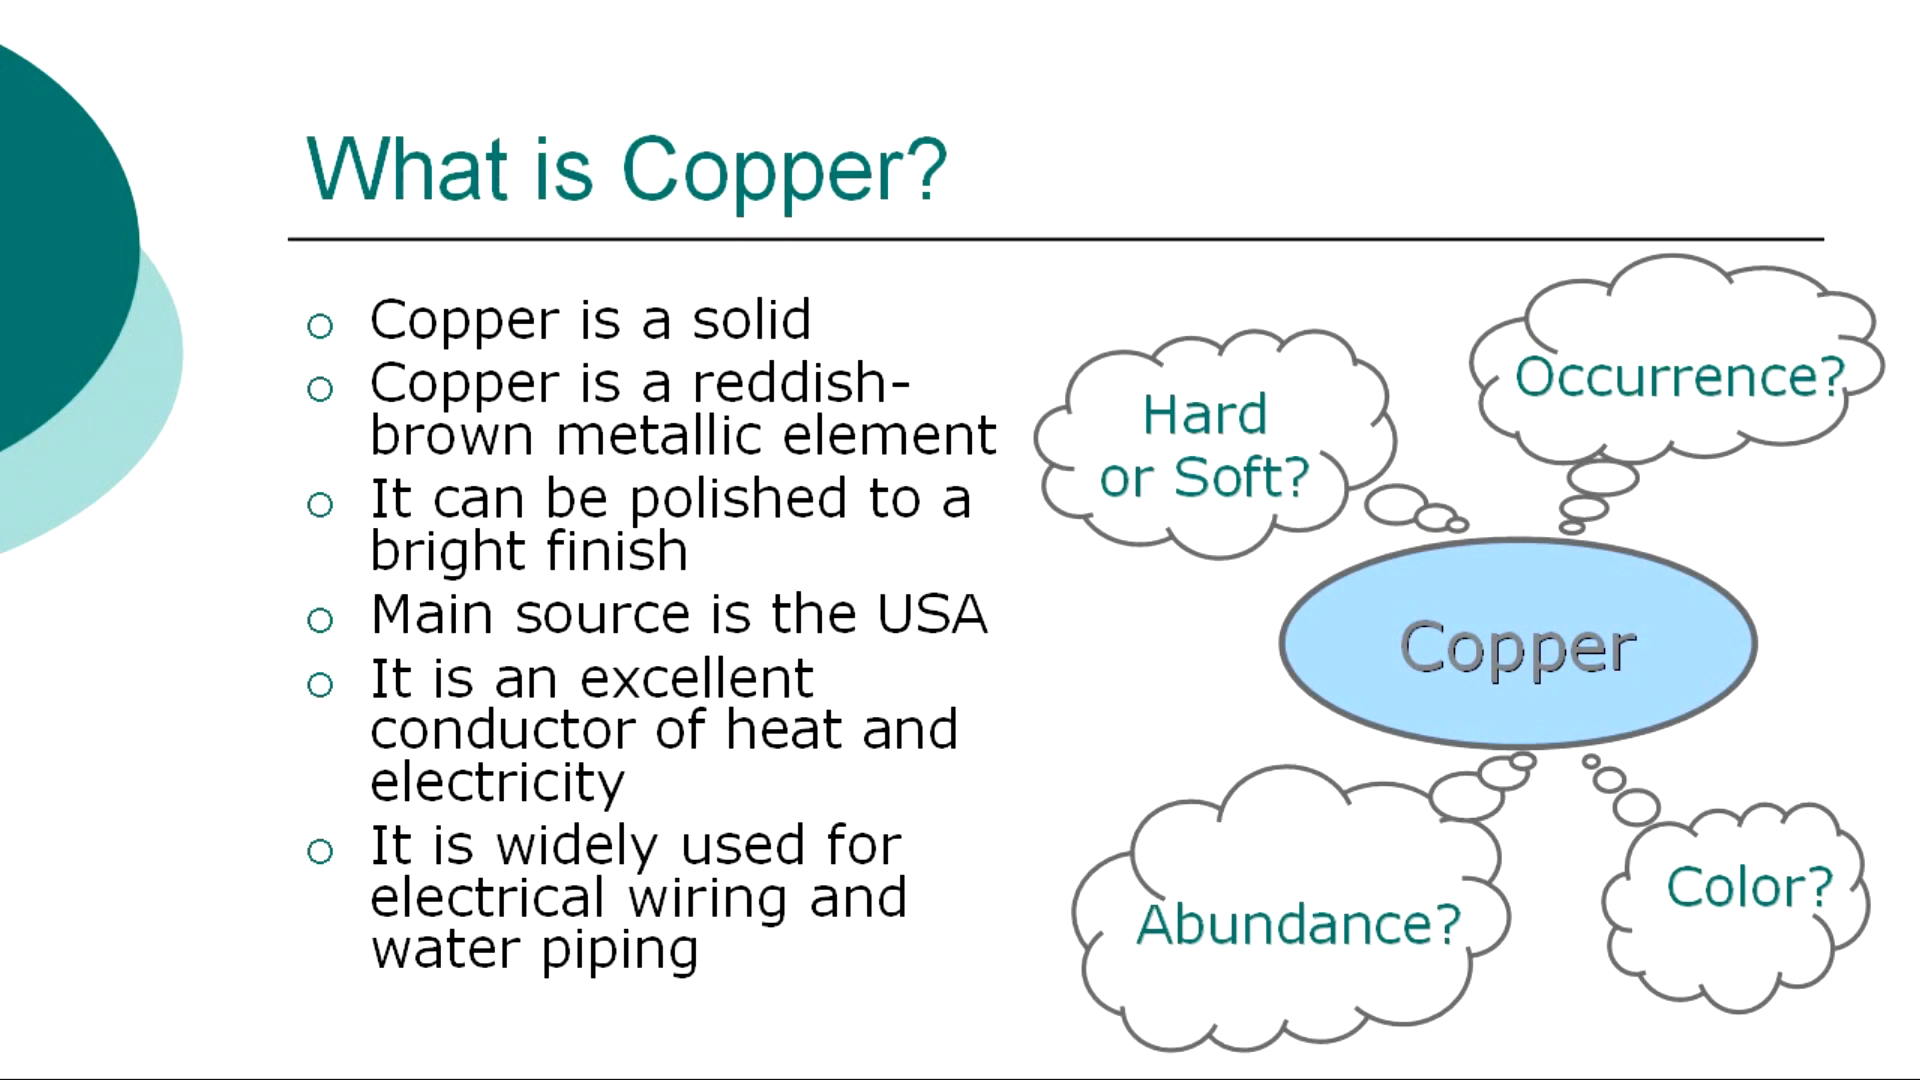 What is Copper?
Copper is a solid
Copper is a reddish-
brown metallic element
It can be polished to a
bright finish
Main source is the USA
It is an excellent
conductor of heat and
electricity
It is widely used for
electrical wiring and
water piping
Hard
or Soft?
Occurrence?
Copper
Abundance?
Color?